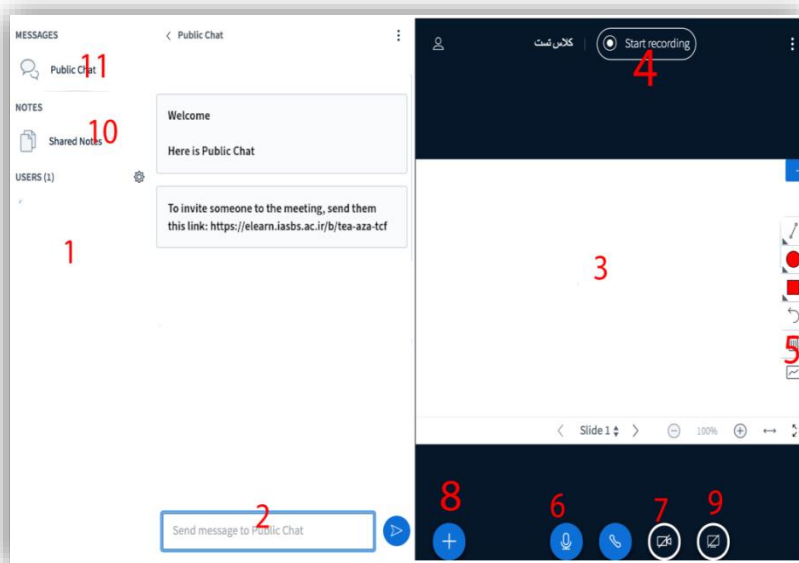 MESSAGES
Public Chat
11
NOTES
Shared Notes
10
USERS (1)
1
Public Chat
Welcome
Here is Public Chat
To invite someone to the meeting, send them
this link: https://elearn.iasbs.ac.ir/b/tea-aza-tcf
Send message to Public Chat
2
کلاس تست
Start recording
4
3
5
Slide 1
100%
8
6
7
9